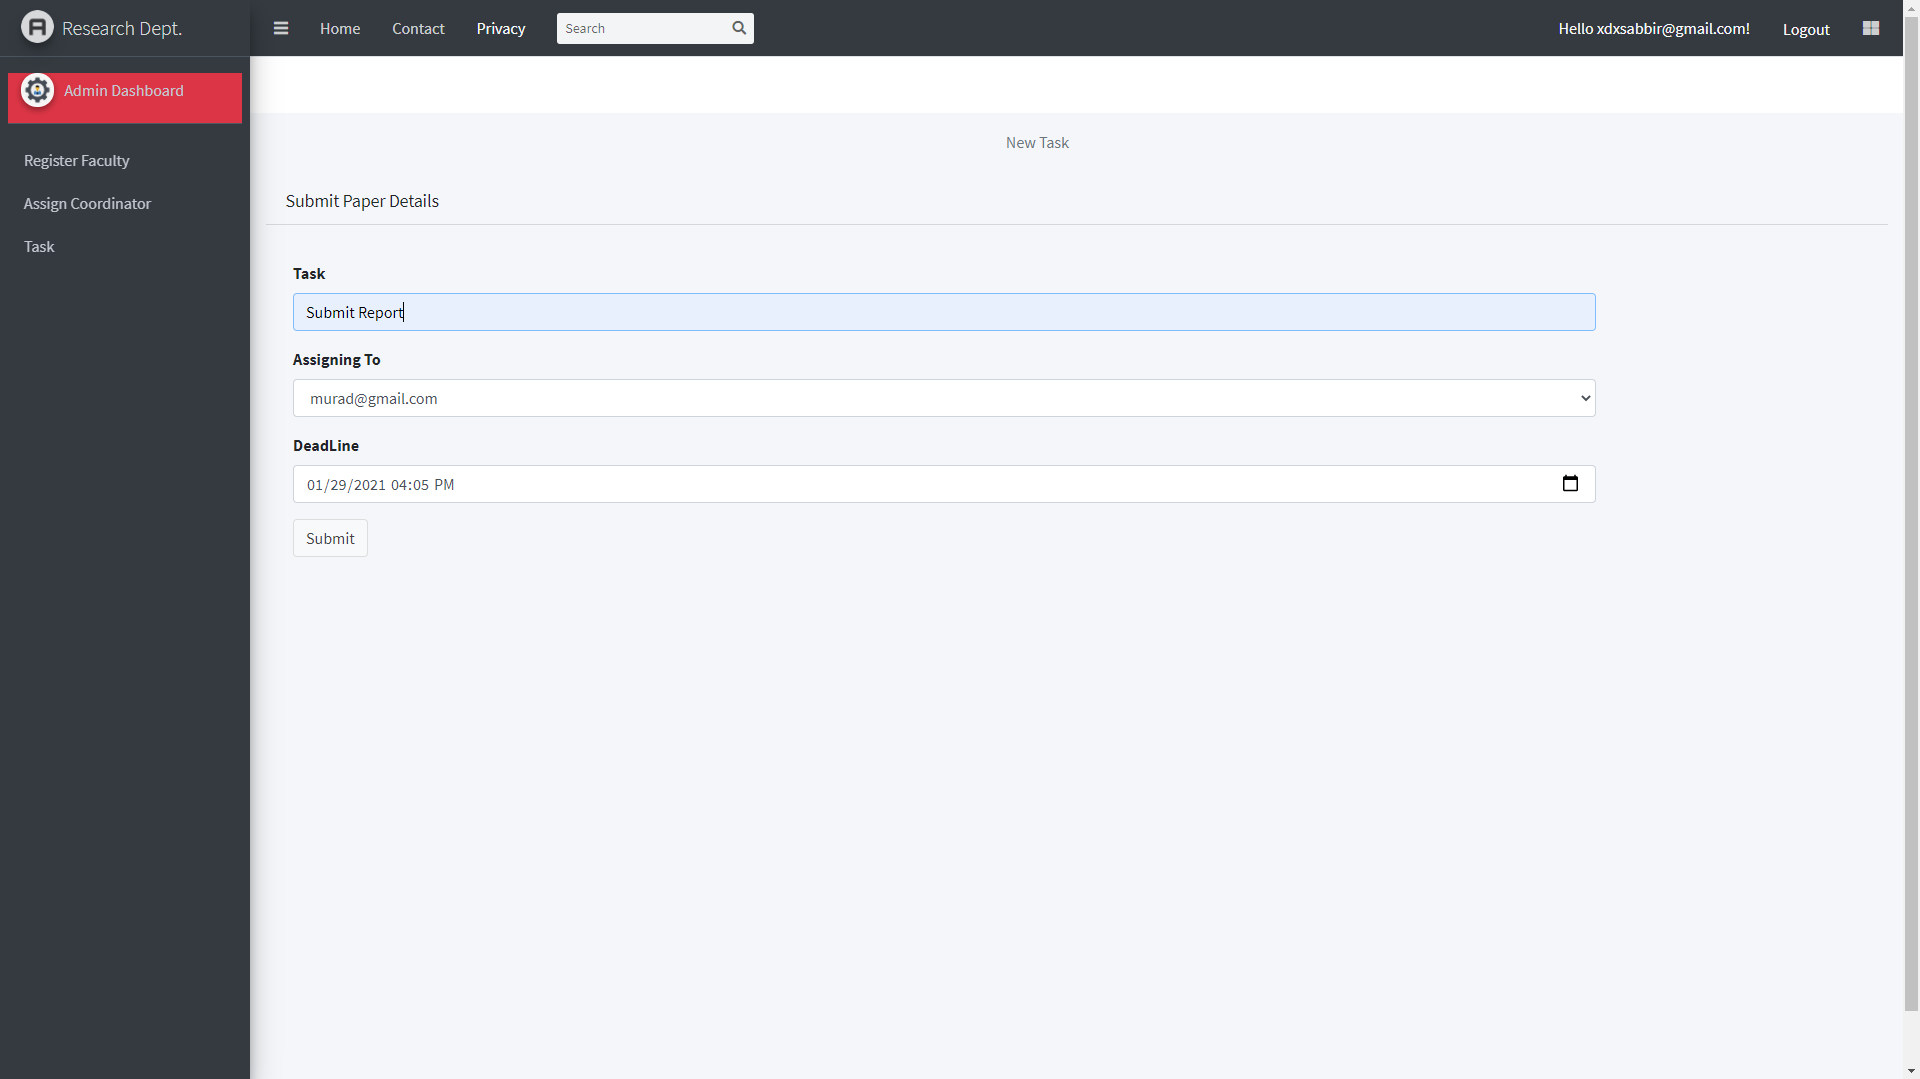 Research Dept.
Home Contact Privacy Search Hello xdxsabbir@gmail.com! Logout
Admin Dashboard
Register Faculty
Assign Coordinator
Task
New Task
Submit Paper Details
Task
Submit Report
Assigning To
murad@gmail.com
DeadLine
01/29/2021 04:05 PM
Submit